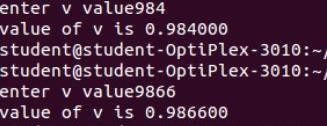 enter v value984
value of v is 0.984000
student@student-OptiPlex-3010:~/
student@student-OptiPlex-3010:~/
enter v value9866
value of v is 0.986600